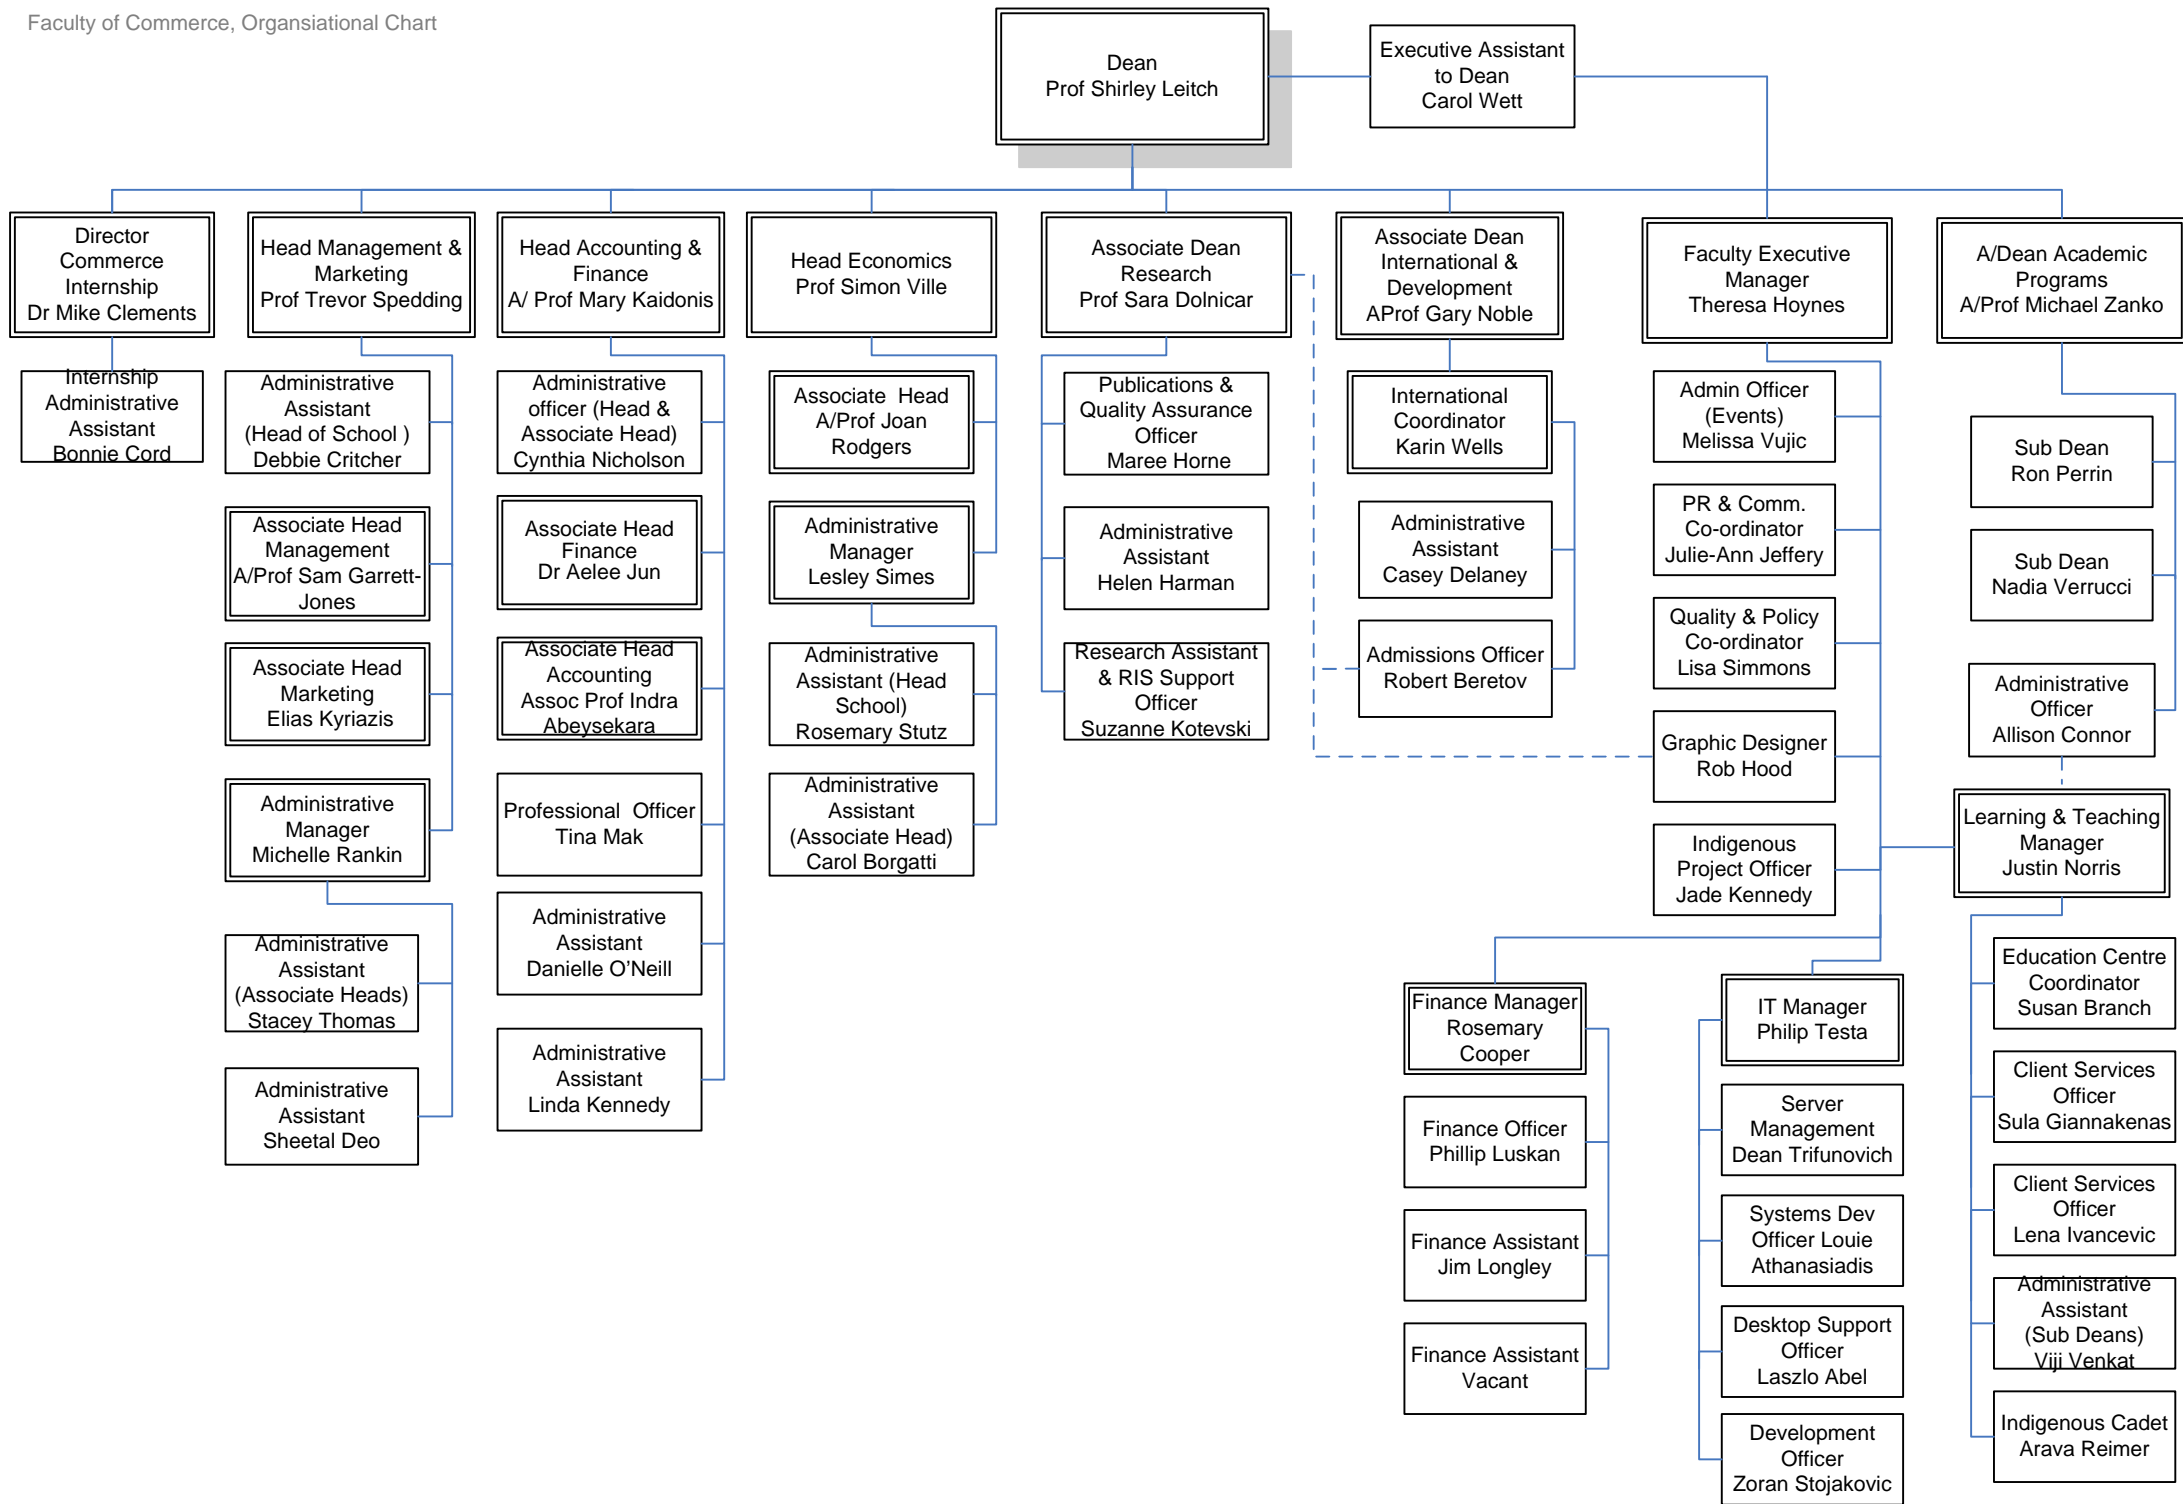 Faculty of Commerce, Organsiational Chart
Dean
Prof Shirley Leitch
Executive Assistant
to Dean
Carol Wett
Director
Commerce
Internship
Dr Mike Clements
Head Management &
Marketing
Prof Trevor Spedding
Head Accounting &
Finance
A/ Prof Mary Kaidonis
Head Economics
Prof Simon Ville
Associate Dean
Research
Prof Sara Dolnicar
Associate Dean
International &
Development
AProf Gary Noble
Faculty Executive
Manager
Theresa Hoynes
A/Dean Academic
Programs
A/Prof Michael Zanko
Internship
Administrative
Assistant
Bonnie Cord
Administrative
Assistant
(Head of School )
Debbie Critcher
Associate Head
Management
A/Prof Sam Garrett-
Jones
Associate Head
Marketing
Elias Kyriazis
Administrative
Manager
Michelle Rankin
Administrative
Assistant
(Associate Heads)
Stacey Thomas
Administrative
Assistant
Sheetal Deo
Administrative
officer (Head &
Associate Head)
Cynthia Nicholson
Associate Head
Finance
Dr Aelee Jun
Associate Head
Accounting
Assoc Prof Indra
Abeysekara
Professional  Officer
Tina Mak
Administrative
Assistant
Danielle O’Neill
Administrative
Assistant
Linda Kennedy
Associate  Head
A/Prof Joan
Rodgers
Administrative
Manager
Lesley Simes
Administrative
Assistant (Head
School)
Rosemary Stutz
Administrative
Assistant
(Associate Head)
Carol Borgatti
Publications &
Quality Assurance
Officer
Maree Horne
Administrative
Assistant
Helen Harman
Research Assistant
& RIS Support
Officer
Suzanne Kotevski
International
Coordinator
Karin Wells
Administrative
Assistant
Casey Delaney
Admissions Officer
Robert Beretov
Admin Officer
(Events)
Melissa Vujic
PR & Comm.
Co-ordinator
Julie-Ann Jeffery
Quality & Policy
Co-ordinator
Lisa Simmons
Graphic Designer
Rob Hood
Indigenous
Project Officer
Jade Kennedy
Sub Dean
Ron Perrin
Sub Dean
Nadia Verrucci
Administrative
Officer
Allison Connor
Learning & Teaching
Manager
Justin Norris
Finance Manager
Rosemary
Cooper
Finance Officer
Phillip Luskan
Finance Assistant
Jim Longley
Finance Assistant
Vacant
IT Manager
Philip Testa
Server
Management
Dean Trifunovich
Systems Dev
Officer Louie
Athanasiadis
Desktop Support
Officer
Laszlo Abel
Development
Officer
Zoran Stojakovic
Education Centre
Coordinator
Susan Branch
Client Services
Officer
Sula Giannakenas
Client Services
Officer
Lena Ivancevic
Administrative
Assistant
(Sub Deans)
Viji Venkat
Indigenous Cadet
Arava Reimer